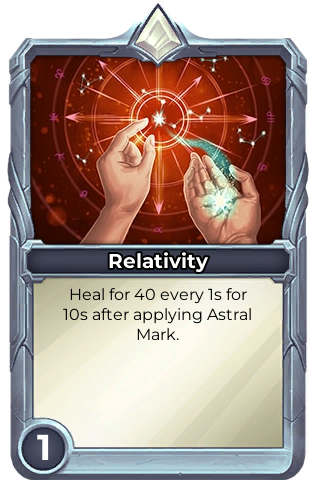 Relativity
Heal for 40 every 1s for
10s after applying Astral
Mark.
1